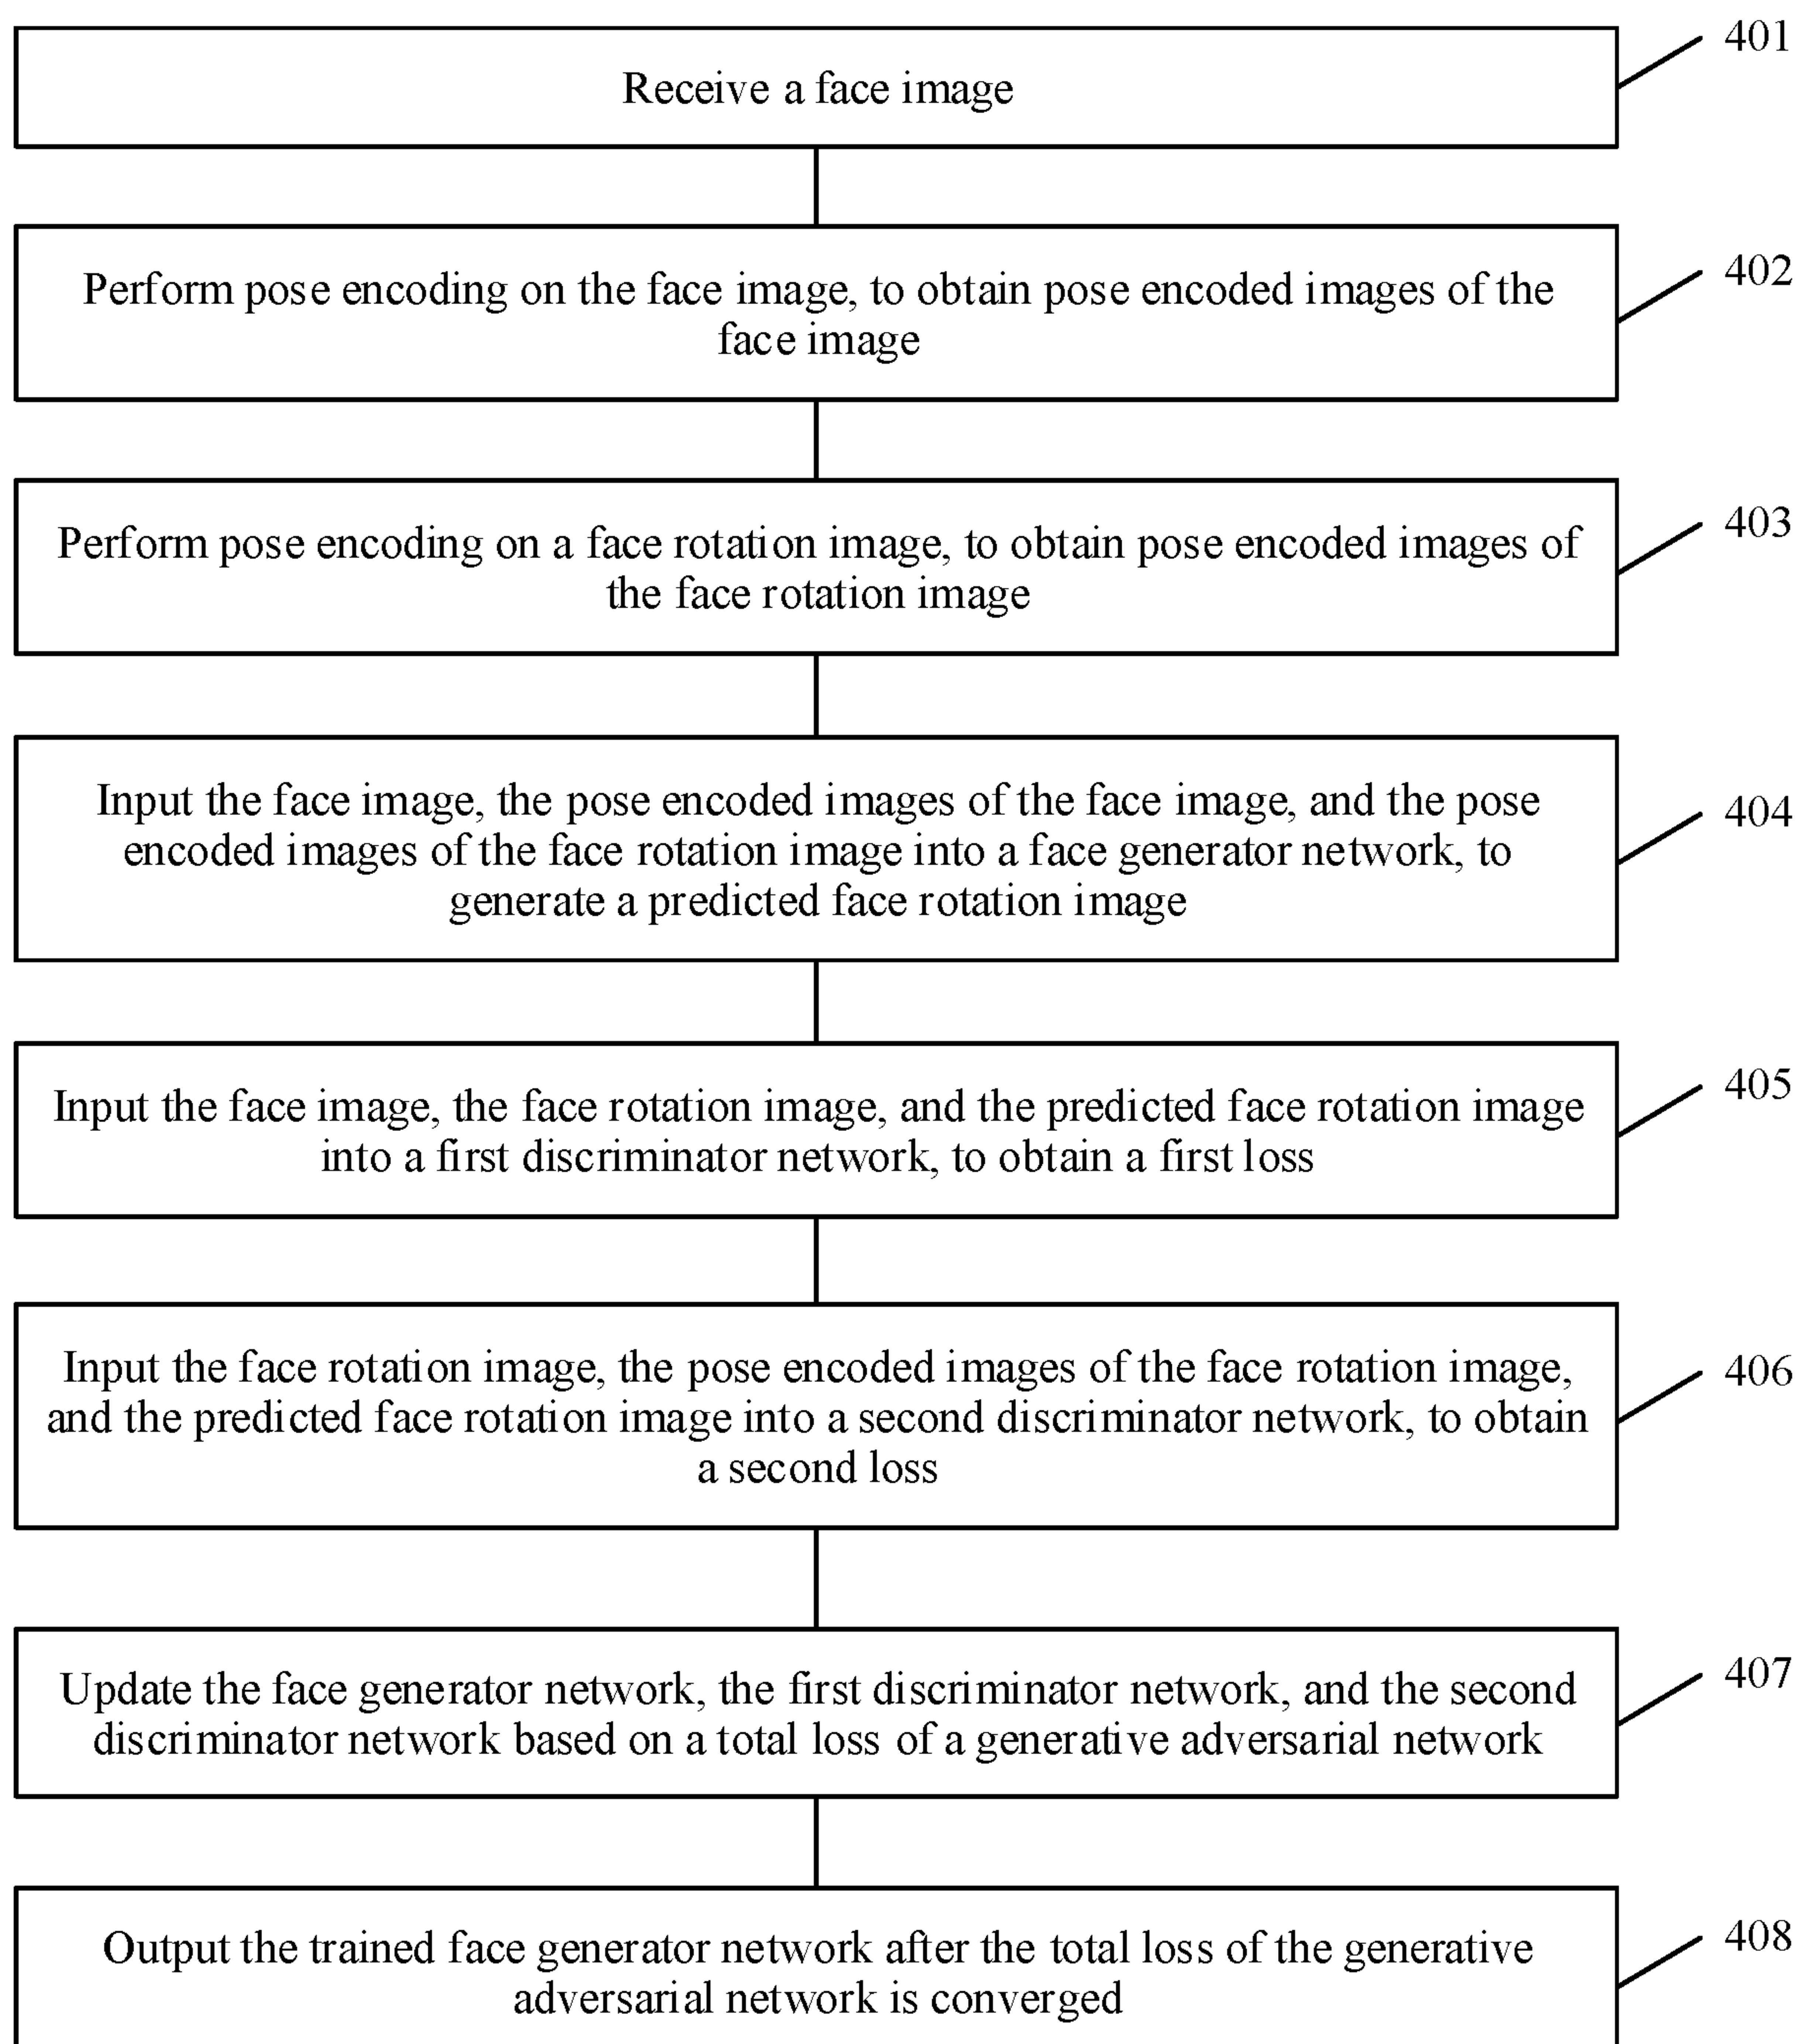 401
Receive a face image
402
Perform pose encoding on the face image, to obtain pose encoded images of the
face image
403
Perform pose encoding on a face rotation image, to obtain pose encoded images of
the face rotation image
404
Input the face image, the pose encoded images of the face image, and the pose
encoded images of the face rotation image into a face generator network, to
generate a predicted face rotation image
405
Input the face image, the face rotation image, and the predicted face rotation image
into a first discriminator network, to obtain a first loss
406
Input the face rotation image, the pose encoded images of the face rotation image,
and the predicted face rotation image into a second discriminator network, to obtain
a second loss
407
Update the face generator network, the first discriminator network, and the second
discriminator network based on a total loss of a generative adversarial network
408
Output the trained face generator network after the total loss of the generative
adversarial network is converged